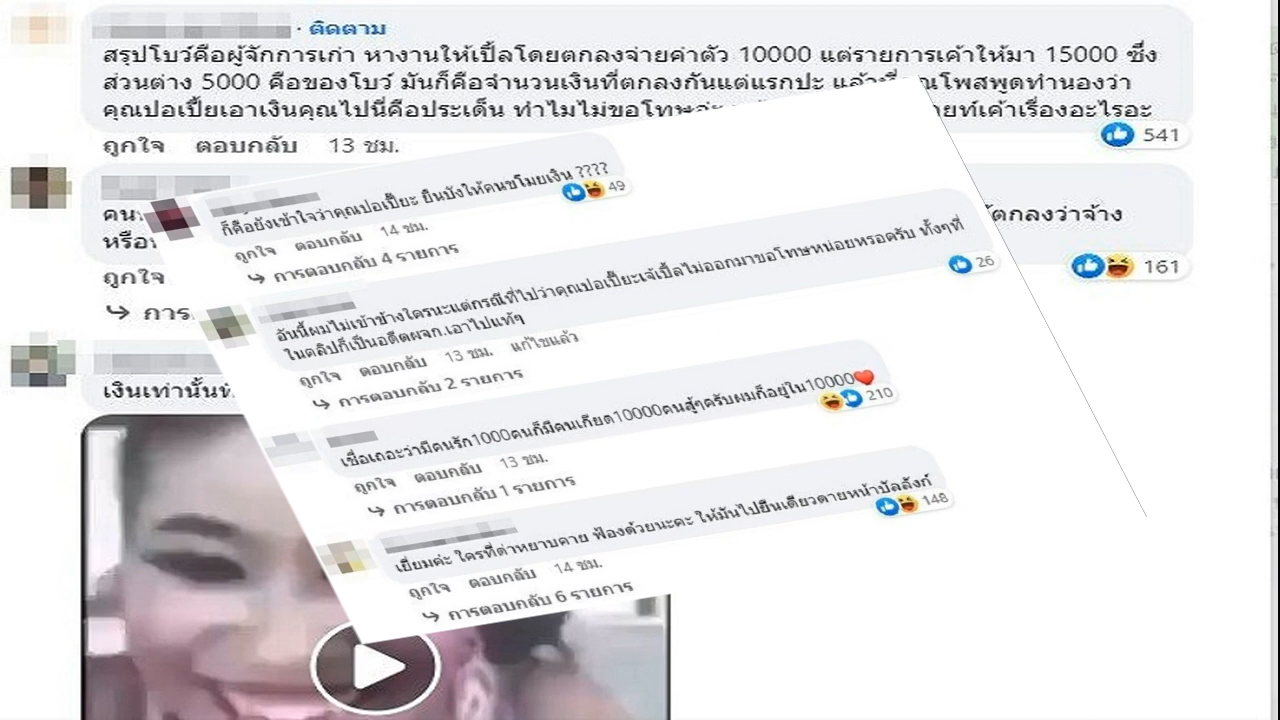 ติดตาม
สรุปโบว์คือผู้จักการเก่า หางานให้เปิ้ลโดยตกลงจ่ายค่าตัว 10000 แต่รายการเค้าให้มา 15000 ซึ่ง
ส่วนต่าง 5000 คือของโบว์ มันก็คือจำนวนเงินที่ตกลงกันแต่แรกปะ
คุณปอเปี๊ยเอาเงินคุณไปนี่คือประเด็น ทำไมไม่ขอโทษ
ถูกใจ ตอบกลับ 13 ชม.
541
ตกลงว่าจ้าง
ถูกใจ
161
เงินเท่านั้น
ก็คือยังเข้าใจว่าคุณปอเปี๊ยะ ยืนบังให้คนขโมยเงิน ????
49
ถูกใจ ตอบกลับ 14 ชม.
การตอบกลับ 4 รายการ
อันนี้ผมไม่เข้าข้างใครนะแต่กรณีที่ไปว่าคุณปอเปี๊ยะเจ้เปิ้ลไม่ออกมาขอโทษหน่อยหรอครับ ทั้งๆที่
ในคลิปก็เป็นอดีตผจก.เอาไปแท้ๆ
26
ถูกใจ ตอบกลับ 13 ชม. แก้ไขแล้ว
การตอบกลับ 2 รายการ
เชื่อเถอะว่ามีคนรัก1000คนก็มีคนเกียด10000คนสู้ๆครับผมก็อยู่ใน10000❤️
210
ถูกใจ ตอบกลับ 13 ชม.
การตอบกลับ 1 รายการ
เยี่ยมค่ะ ใครที่ด่าหยาบคาย ฟ้องด้วยนะคะ ให้มันไปยืนเดียวดายหน้าบัลลังก์
148
ถูกใจ ตอบกลับ 14 ชม.
การตอบกลับ 6 รายการ